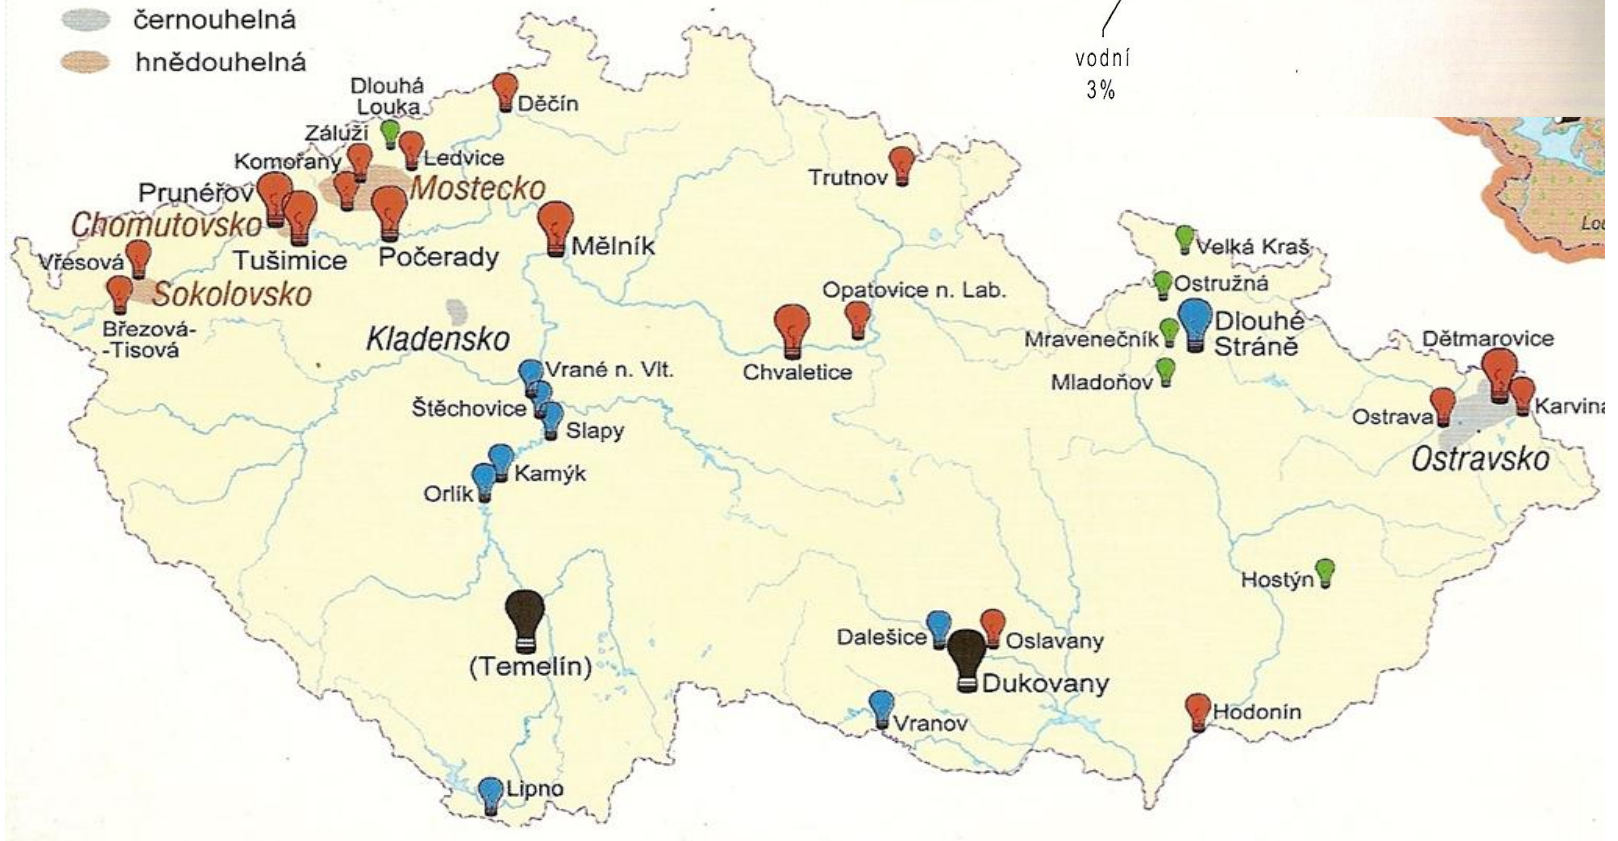 černouhelná
hnědouhelná
vodní
3%
Dlouhá
Louka
Děčín
Záluží
Komořany
Ledvice
Mostecko
Prunéřov
Chomutovsko
Trutnov
Vřesová
Tušimice
Počerady
Mělník
Sokolovsko
Březová-
-Tisová
Kladensko
Velká Kraš
Ostružná
Opatovice n. Lab.
Dlouhé
Stráně
Mravenečník
Mladoňov
Chvaletice
Dětmarovice
Vrané n. Vlt.
Štěchovice
Slapy
Ostrava
Karvina
Ostravsko
Kamýk
Orlík
Hostýn
(Temelín)
Dalešice
Oslavany
Dukovany
Vranov
Hodonín
Lipno